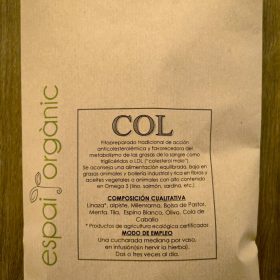 espai orgànic
COL
Fitopreparado tradicional de acción
anticolesterolémica y favorecedora del
metabolismo de las grasas de la sangre como
triglicéridos o LDL ("colesterol malo").
Se aconseja una alimentación equilibrada, baja en
grasas animales y bollería industrial y rica en fibras y
aceites vegetales o animales con alto contenido
en Omega 3 (lino, salmón, sardina, etc.)
COMPOSICIÓN CUALITATIVA
Linaza*, alpiste, Milenrama, Bolsa de Pastor,
Menta, Tila, Espino Blanco, Olivo, Cola de
Caballo
* Productos de agricultura ecológica certificador
MODO DE EMPLEO
Una cucharada mediana por vaso,
en infusión(sin hervir la hierba).
Das o tres veces al día.